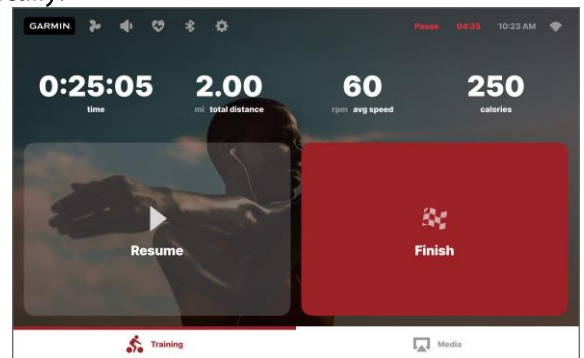 GARMIN
Pause 04:35 10:23 AM
0:25:05 2.00 60 250
time mi total distance rpm avg speed calories
Resume Finish
Training Media